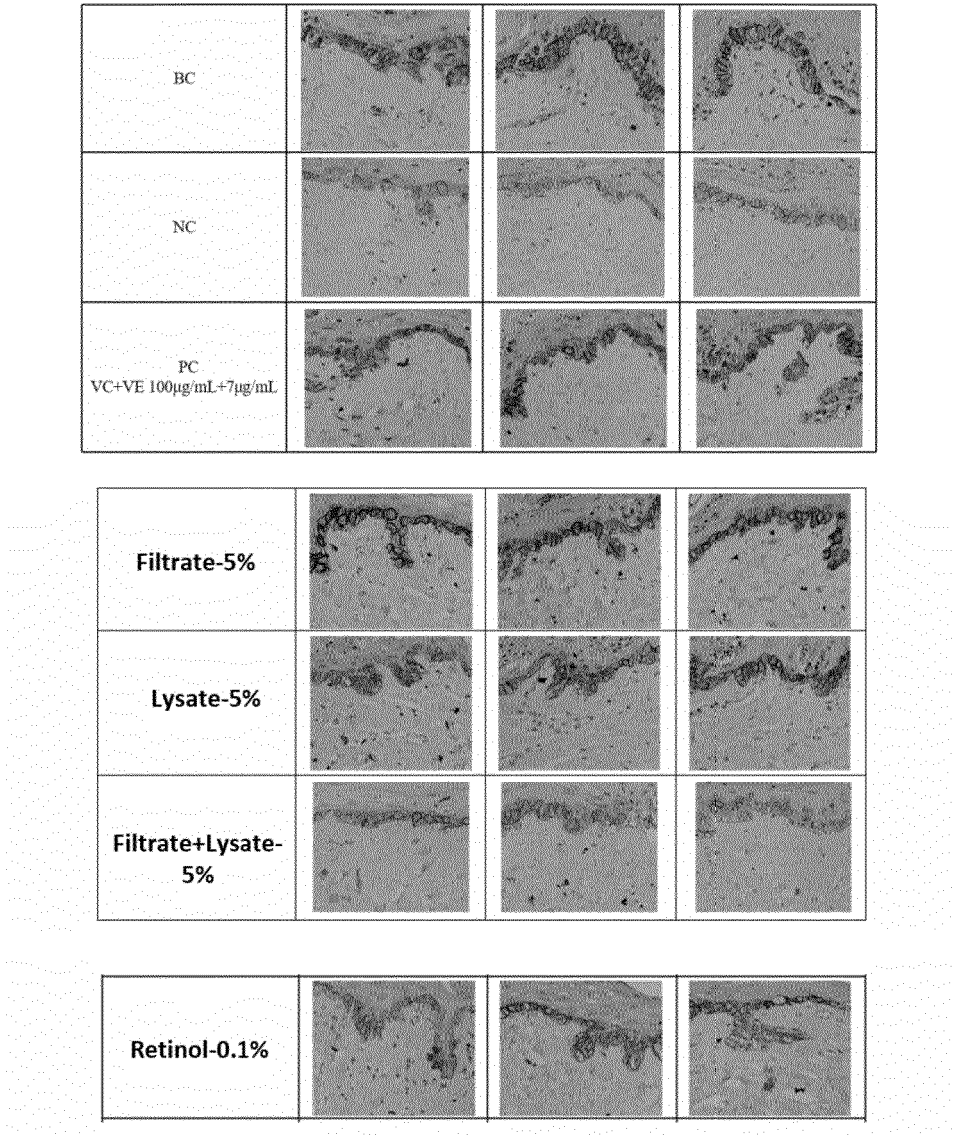 BC
NC
PC
VC+VE 100μg/mL+7μg/mL
Filtrate-5%
Lysate-5%
Filtrate+Lysate-
5%
Retinol-0.1%